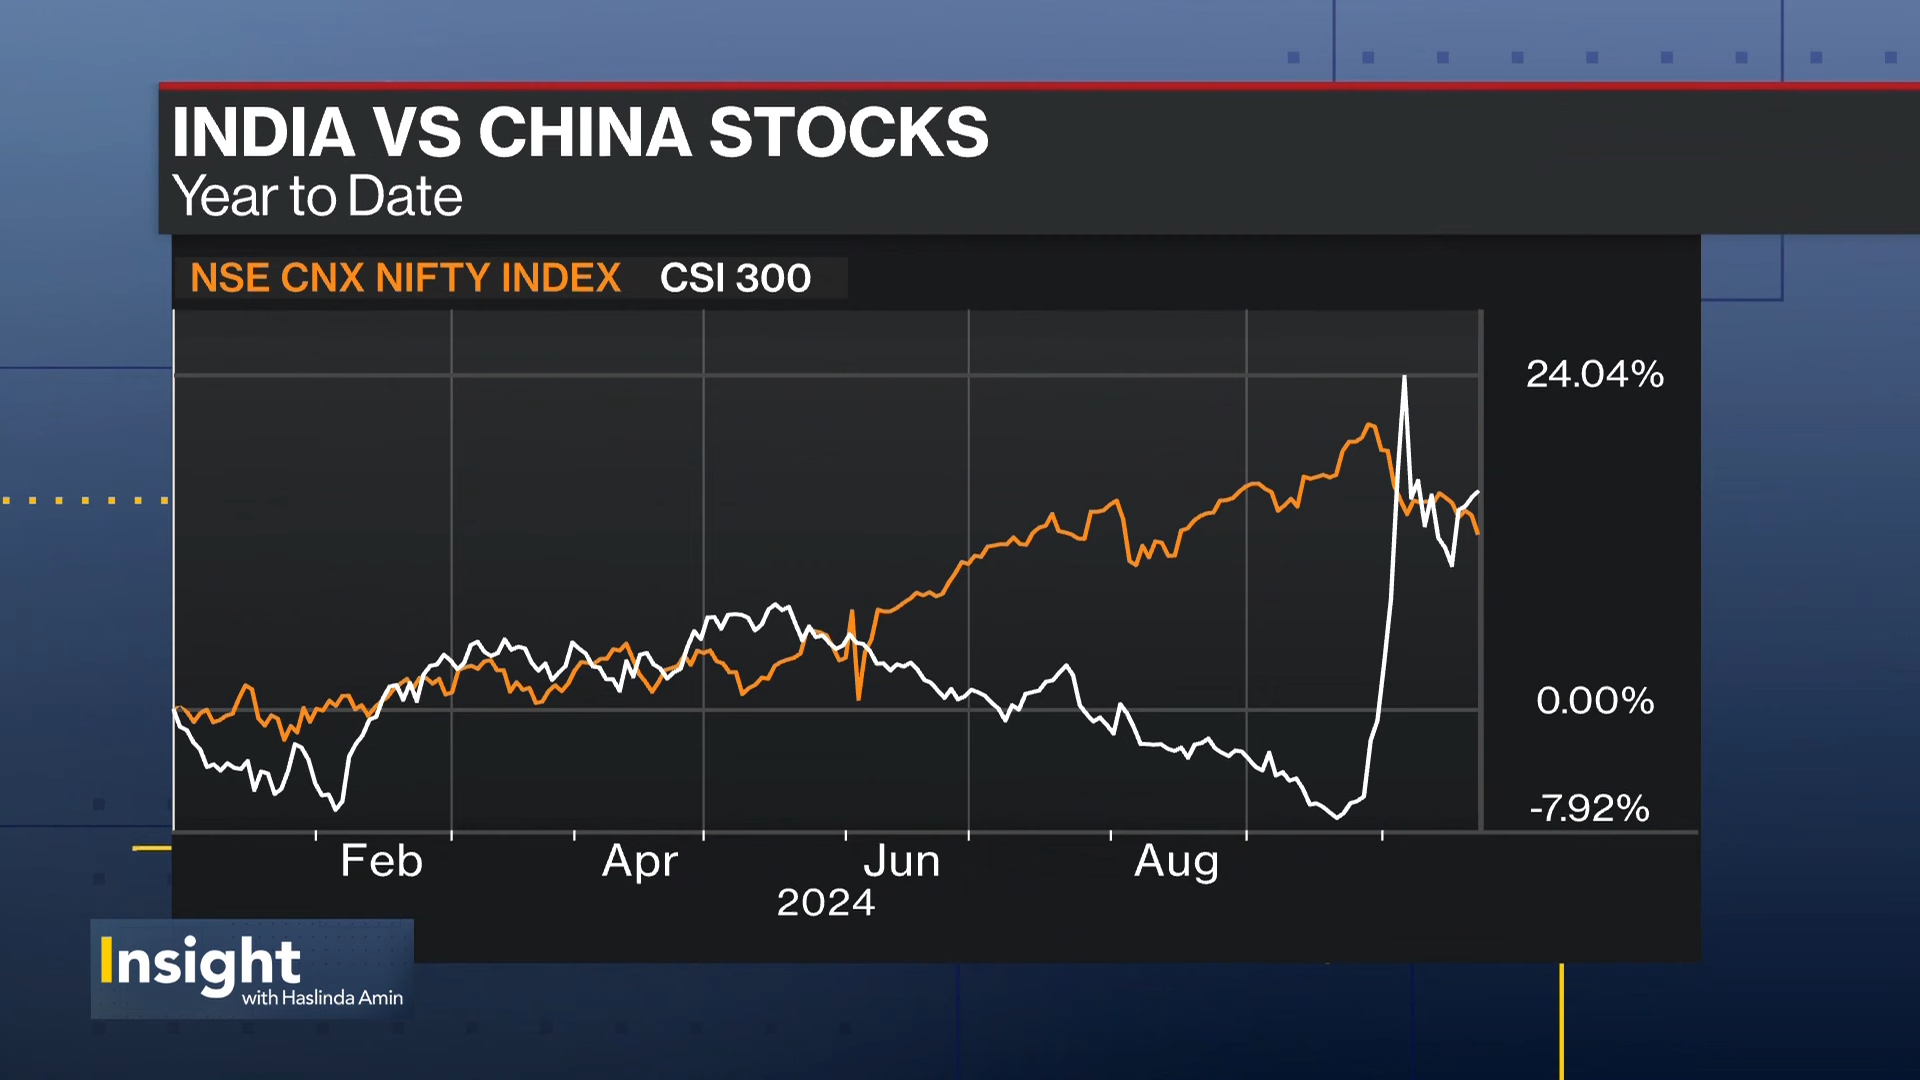 INDIA VS CHINA STOCKS
Year to Date
NSE CNX NIFTY INDEX CSI 300
24.04%
0.00%
-7.92%
Feb Apr Jun Aug
2024
Insight
with Haslinda Amin